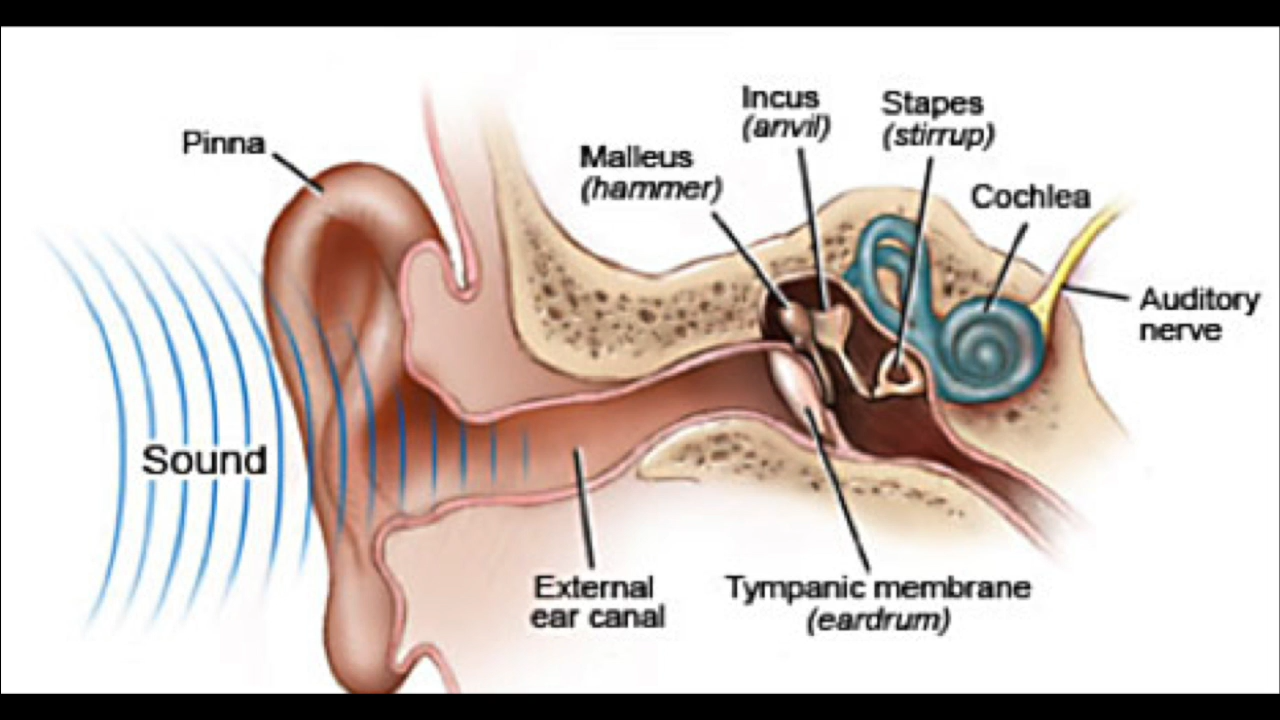 Incus
(anvil)
Stapes
(stirrup)
Pinna
Malleus
(hammer)
Cochlea
Auditory
nerve
Sound
External
ear canal
Tympanic membrane
(eardrum)